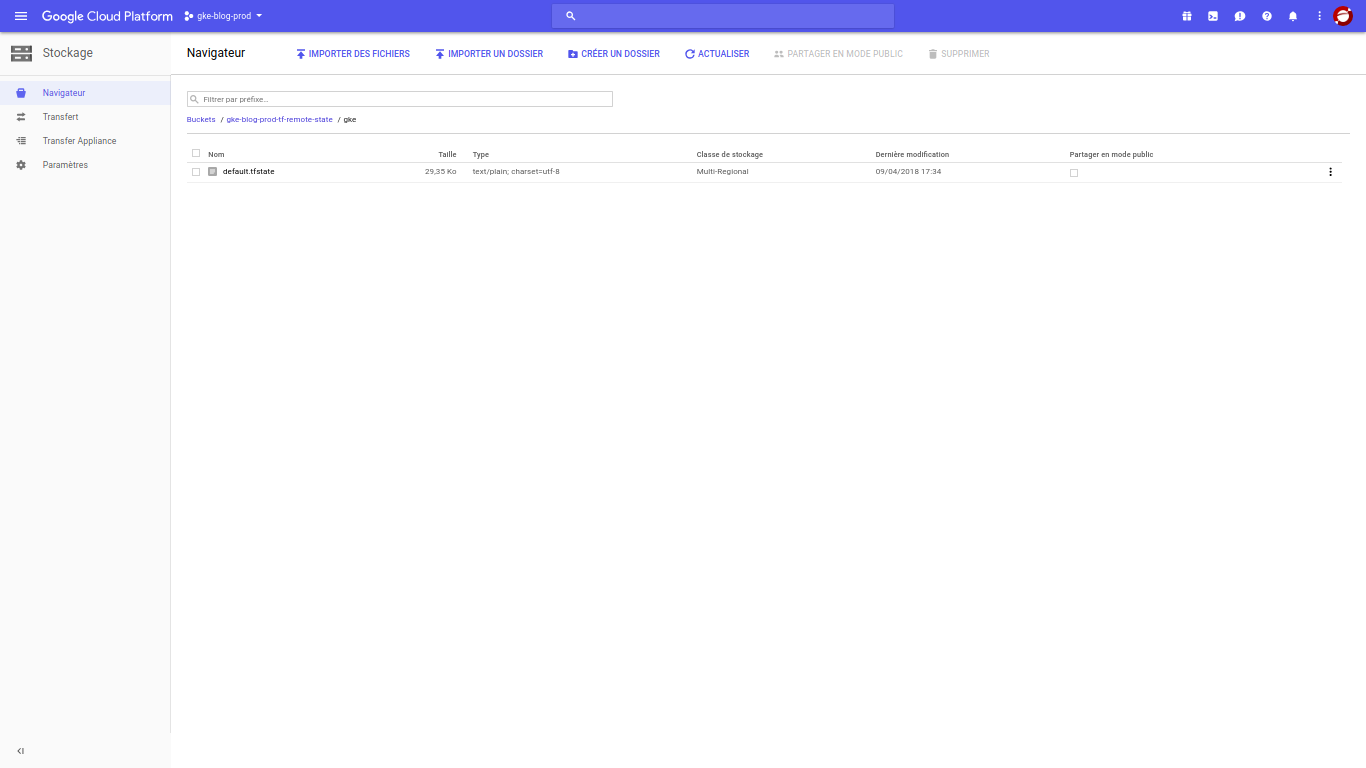 Google Cloud Platform gke-blog-prod
Stockage
Navigateur
Transfert
Transfer Appliance
Paramètres
Navigateur IMPORTER DES FICHIERS IMPORTER UN DOSSIER CRÉER UN DOSSIER ACTUALISER PARTAGER EN MODE PUBLIC SUPPRIMER
Filtrer par préfixe...
Buckets / gke-blog-prod-tf-remote-state / gke
Nom Taille Type Classe de stockage Dernière modification Partager en mode public
default.tfstate 29,35 Ko text/plain; charset=utf-8 Multi-Regional 09/04/2018 17:34